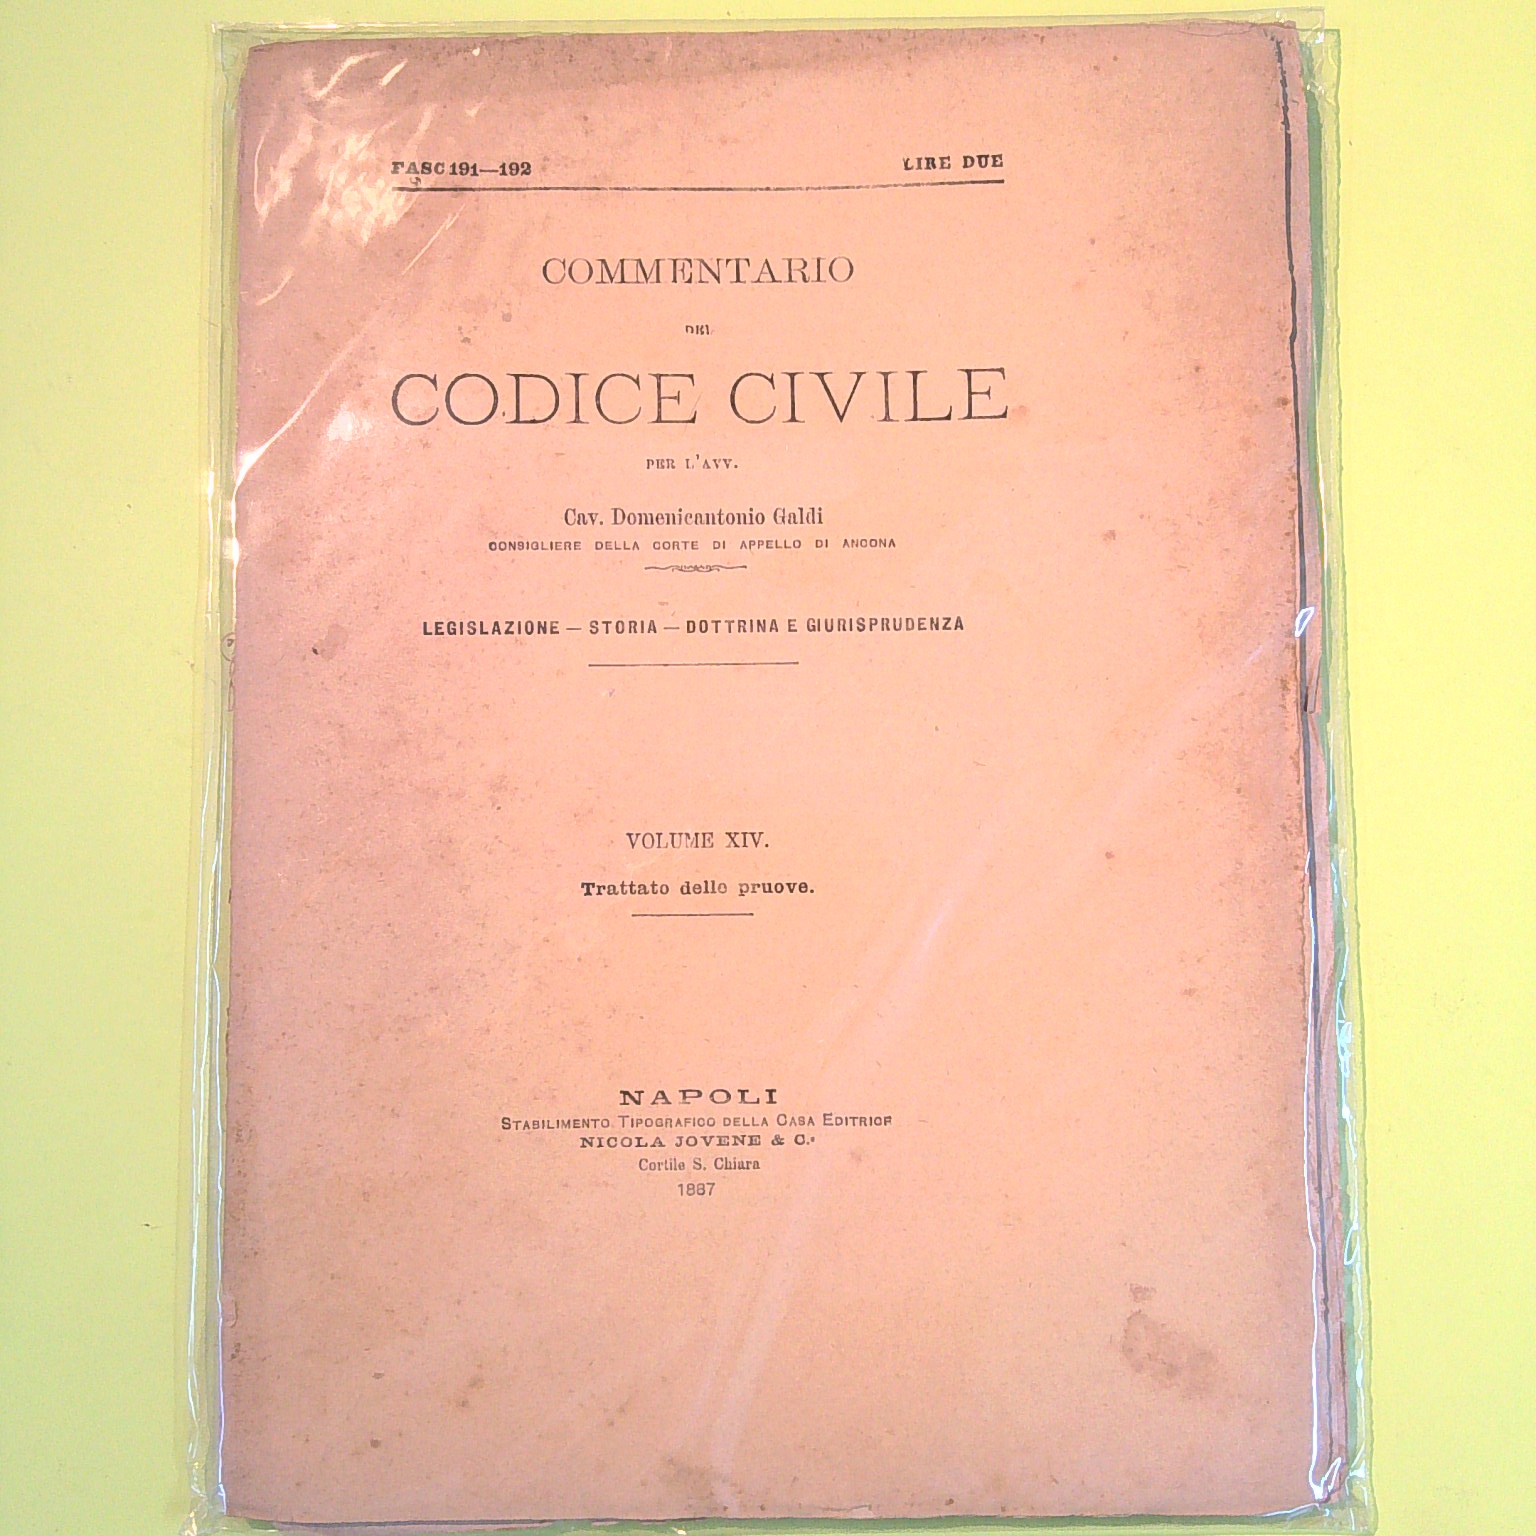 FASC 191—192
LIRE DUE
COMMENTARIO
DEL
CODICE CIVILE
PER L'AVV.
Cav. Domenicantonio Galdi
CONSIGLIERE DELLA CORTE DI APPELLO DI ANCONA
LEGISLAZIONE — STORIA — DOTTRINA E GIURISPRUDENZA
VOLUME XIV.
Trattato delle pruove.
NAPOLI
STABILIMENTO TIPOGRAFICO DELLA CASA EDITRICE
NICOLA JOVENE & C.º
Cortile S. Chiara
1887